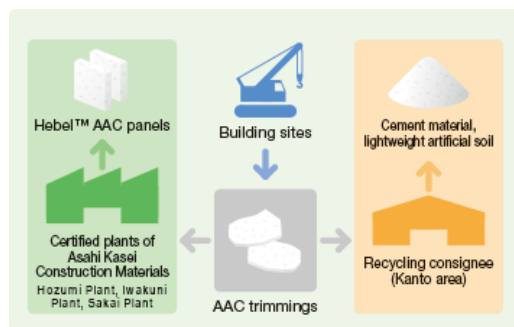 Hebel™ AAC panels
Certified plants of
Asahi Kasei
Construction Materials
Hozumi Plant, Iwakuni
Plant, Sakai Plant
Building sites
AAC trimmings
Cement material,
lightweight artificial soil
Recycling consignee
(Kanto area)